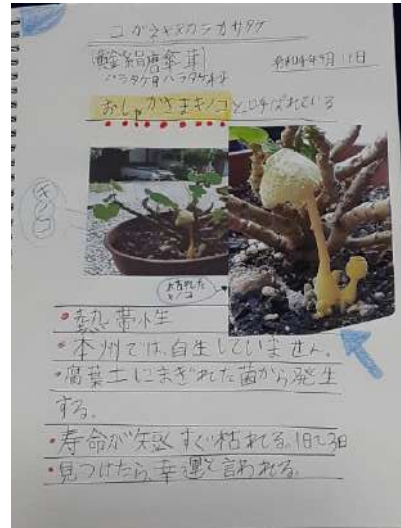 コガネキヌカラカサタケ
(黄金絹唐傘茸) 令和4年9月11日
ハラタケ目ハラタケ科
おしゃかさまキノコと呼ばれている
キノコ
キノコ
・熱帯性
・本州では自生していません。
・腐葉土にまぎれた菌から発生
する。
・寿命が短くすぐ枯れる。1日~3日
・見つけたら幸運と言われる。